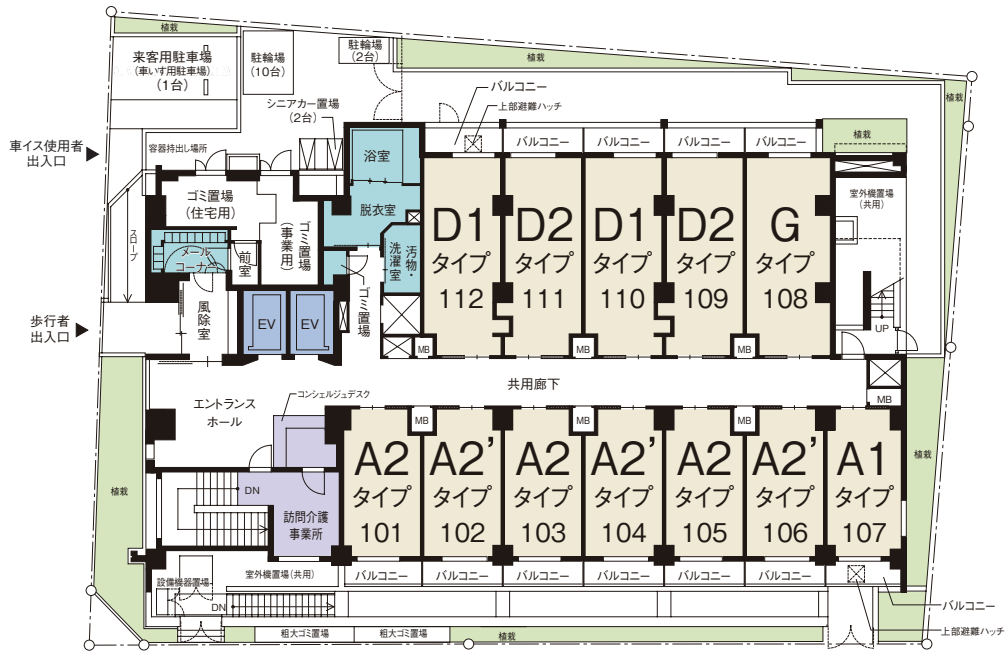 植栽
来客用駐車場
(車いす用駐車場)
(1台)
駐輪場
(10台)
駐輪場
(2台)
植栽
植栽
シニアカー置場
(2台)
バルコニー
上部避難ハッチ
車イス使用者
出入口
容器持出し場所
浴室
バルコニー
バルコニー
バルコニー
バルコニー
植栽
ゴミ置場
(住宅用)
ゴミ置場
(事業用)
脱衣室
汚物・
洗濯室
室外機置場
(共用)
スロープ
メール
コーナー
前室
ゴミ置場
D1
タイプ
112
D2
タイプ
111
D1
タイプ
110
D2
タイプ
109
G
タイプ
108
風除室
EV
EV
UP
歩行者
出入口
MB
MB
MB
共用廊下
MB
エントランス
ホール
コンシェルジュデスク
MB
MB
MB
A2
タイプ
101
A2'
タイプ
102
A2
タイプ
103
A2'
タイプ
104
A2
タイプ
105
A2'
タイプ
106
A1
タイプ
107
植栽
植栽
DN
訪問介護
事業所
室外機置場(共用)
設備機器置場
バルコニー
バルコニー
バルコニー
バルコニー
バルコニー
バルコニー
DN
バルコニー
粗大ゴミ置場
粗大ゴミ置場
植栽
植栽
上部避難ハッチ